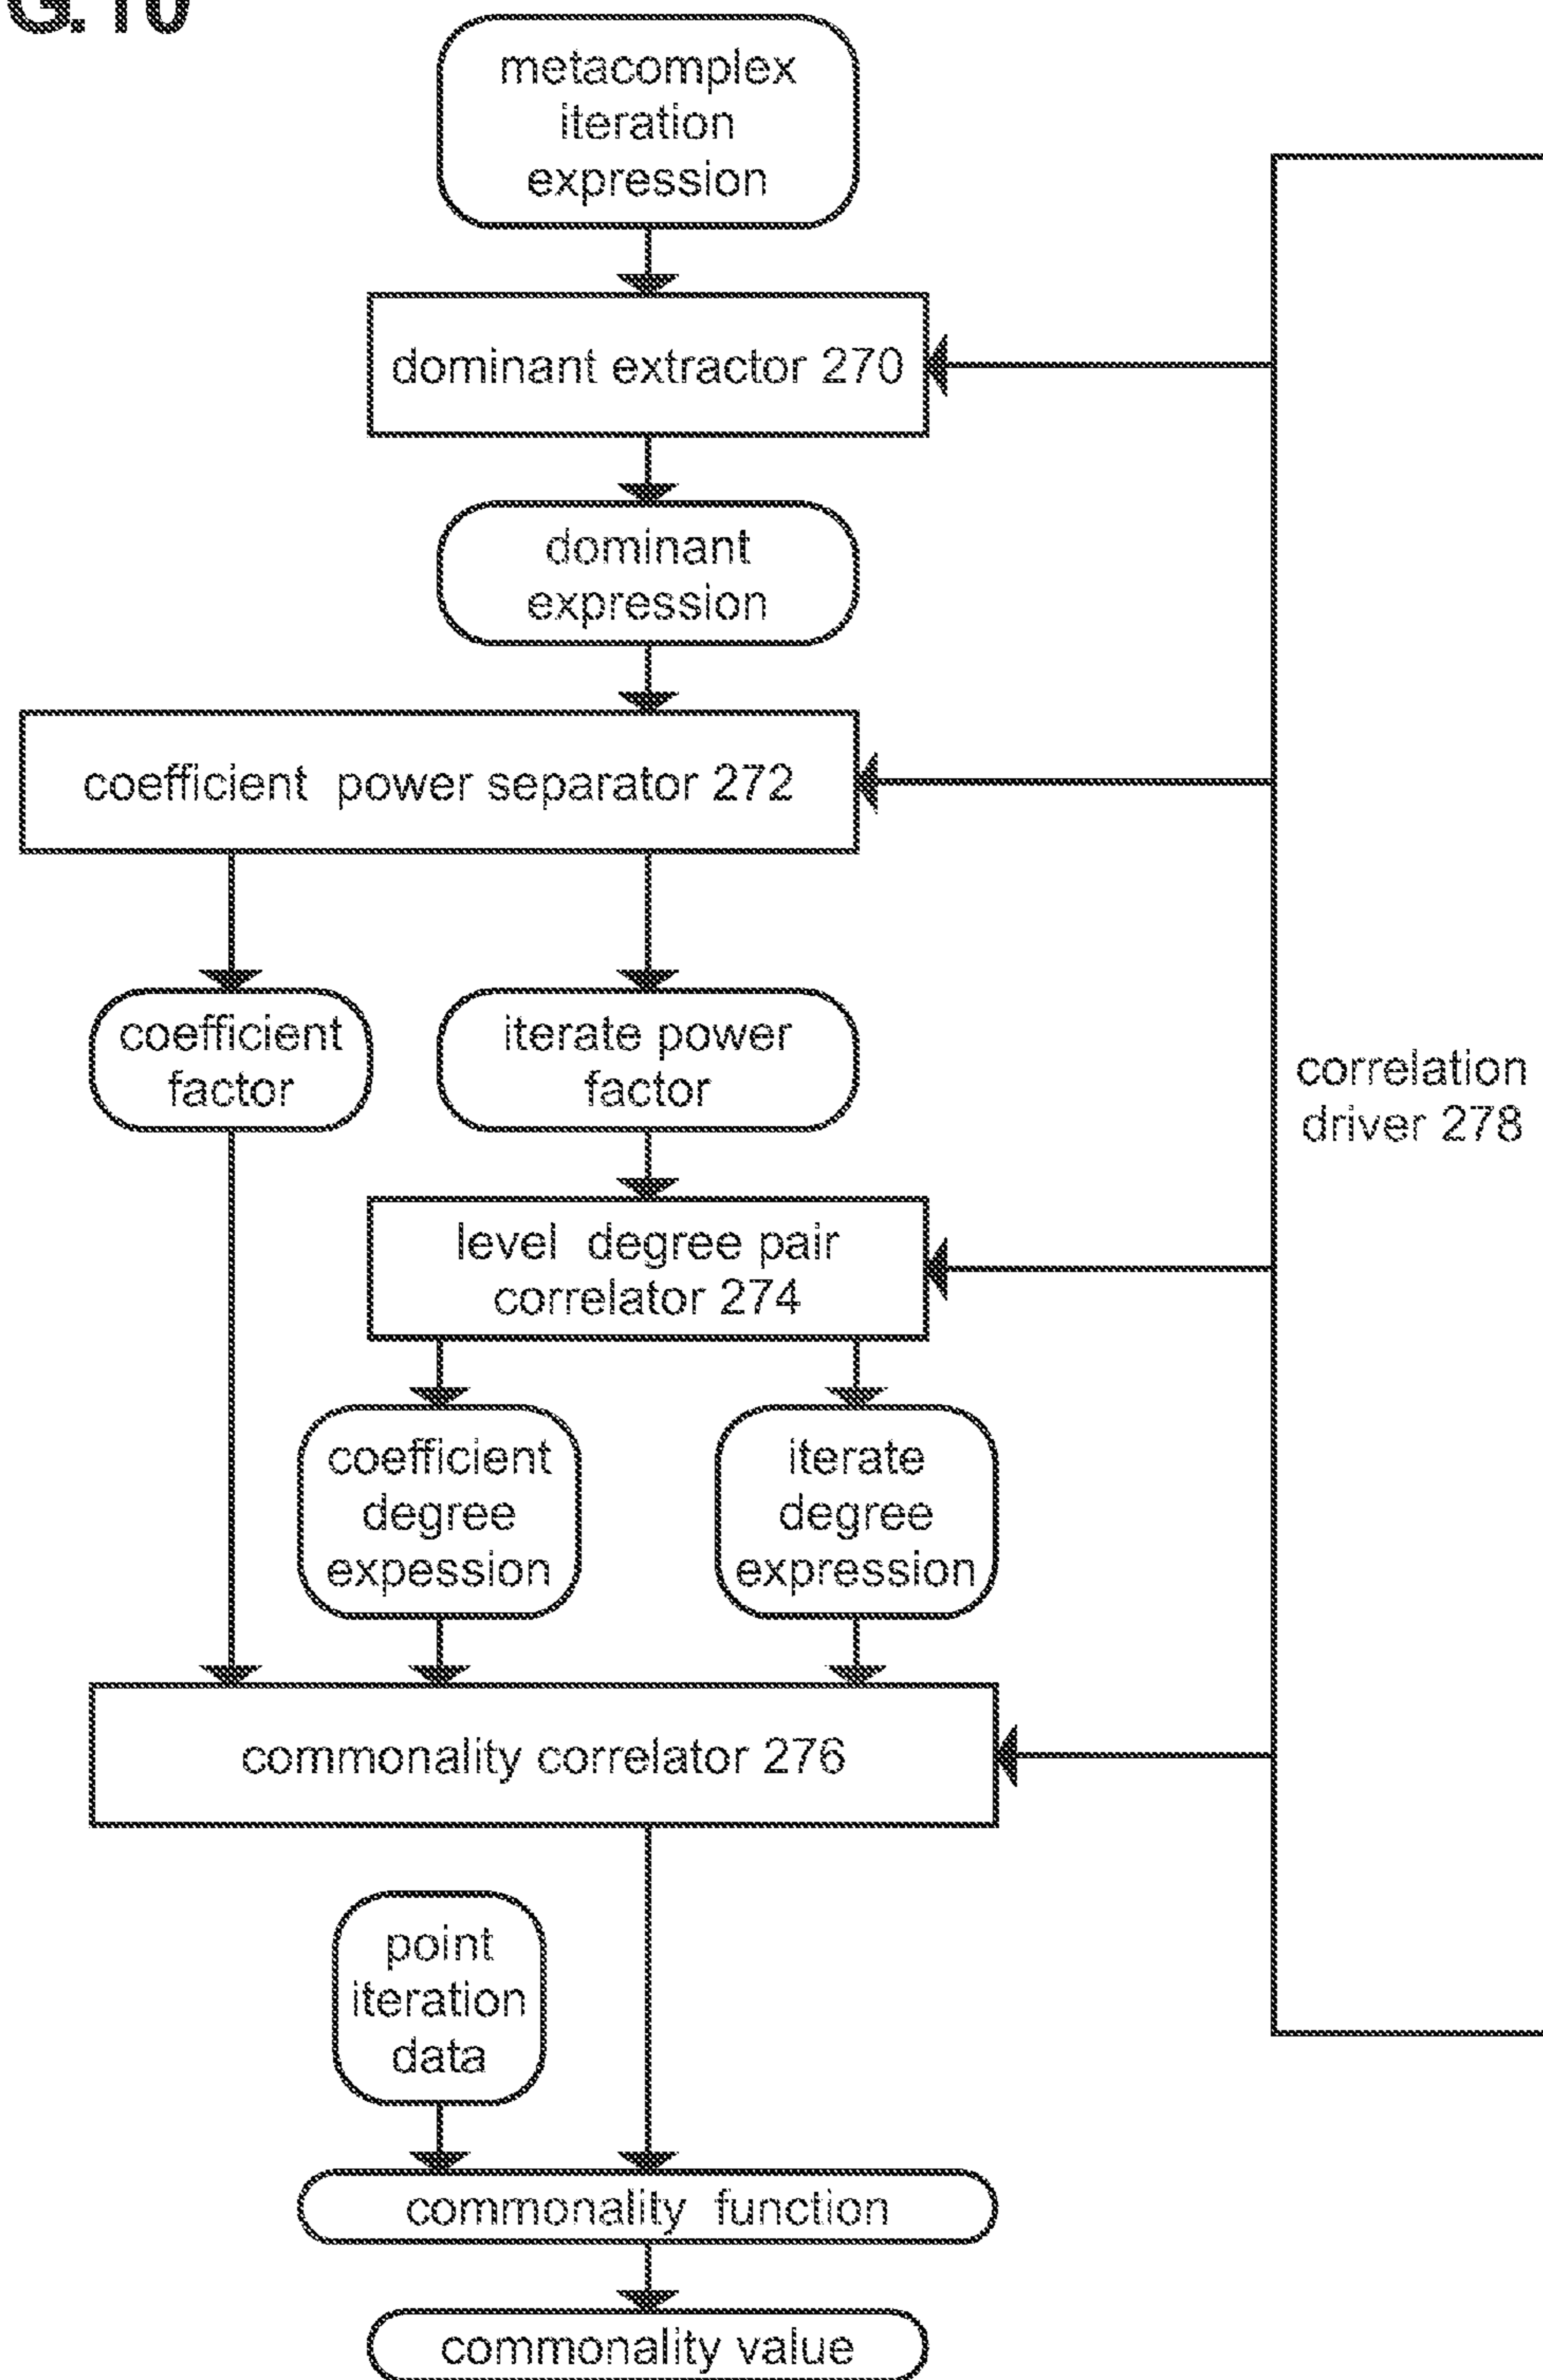 G. 10
metacomplex
iteration
expression
dominant extractor 270
dominant
expression
coefficient power separator 272
coefficient
factor
iterate power
factor
correlation
driver 278
level degree pair
correlator 274
coefficient
degree
expession
iterate
degree
expression
commonality correlator 276
point
iteration
data
commonality function
commonality value